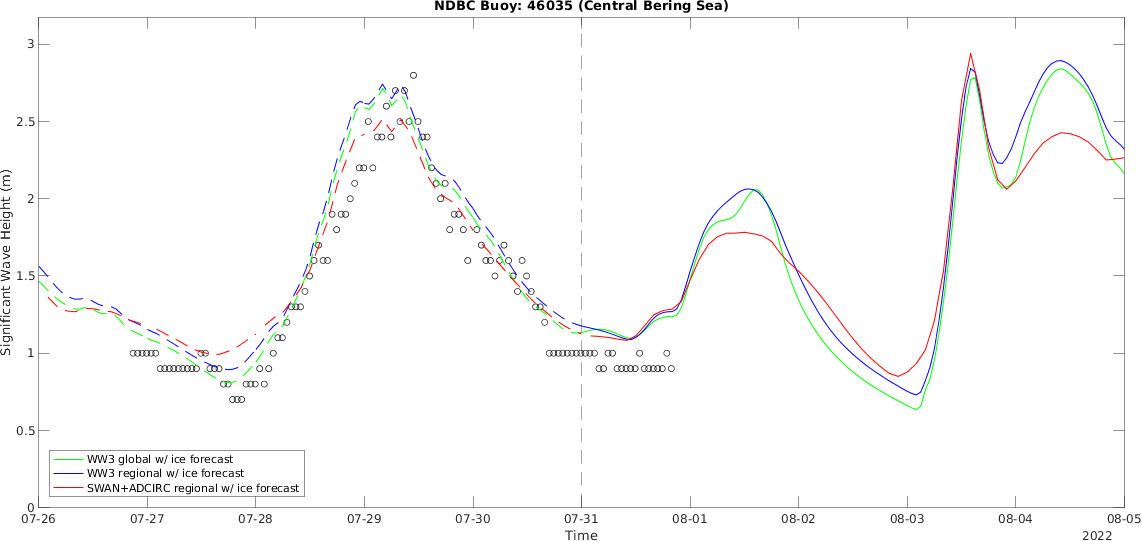 NDBC Buoy: 46035 (Central Bering Sea)
Significant Wave Height (m)
3
2.5
2
1.5
1
0.5
0
WW3 global w/ ice forecast
WW3 regional w/ ice forecast
SWAN+ADCIRC regional w/ ice forecast
07-26 07-27 07-28 07-29 07-30 07-31 08-01 08-02 08-03 08-04 08-05
Time
2022